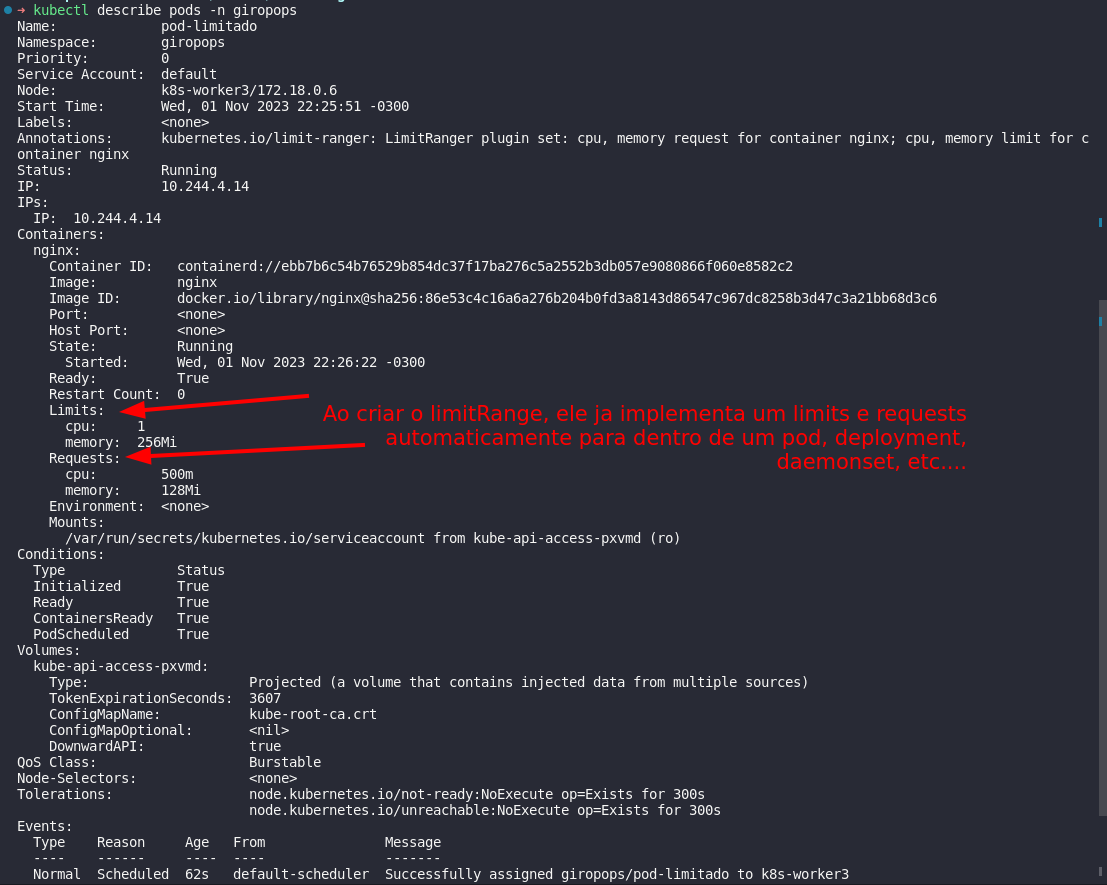 ➜ kubectl describe pods -n giropops
Name:             pod-limitado
Namespace:        giropops
Priority:         0
Service Account:  default
Node:             k8s-worker3/172.18.0.6
Start Time:       Wed, 01 Nov 2023 22:25:51 -0300
Labels:           <none>
Annotations:      kubernetes.io/limit-ranger: LimitRanger plugin set: cpu, memory request for container nginx; cpu, memory limit for c
ontainer nginx
Status:           Running
IP:               10.244.4.14
IPs:
  IP:  10.244.4.14
Containers:
  nginx:
    Container ID:   containerd://ebb7b6c54b76529b854dc37f17ba276c5a2552b3db057e9080866f060e8582c2
    Image:          nginx
    Image ID:       docker.io/library/nginx@sha256:86e53c4c16a6a276b204b0fd3a8143d86547c967dc8258b3d47c3a21bb68d3c6
    Port:           <none>
    Host Port:      <none>
    State:          Running
      Started:      Wed, 01 Nov 2023 22:26:22 -0300
    Ready:          True
    Restart Count:  0
    Limits:
      cpu:     1
      memory:  256Mi
    Requests:
      cpu:        500m
      memory:     128Mi
    Environment:  <none>
    Mounts:
      /var/run/secrets/kubernetes.io/serviceaccount from kube-api-access-pxvmd (ro)
Ao criar o limitRange, ele ja implementa um limits e requests
automaticamente para dentro de um pod, deployment,
daemonset, etc....
Conditions:
  Type              Status
  Initialized       True
  Ready             True
  ContainersReady   True
  PodScheduled      True
Volumes:
  kube-api-access-pxvmd:
    Type:                    Projected (a volume that contains injected data from multiple sources)
    TokenExpirationSeconds:  3607
    ConfigMapName:           kube-root-ca.crt
    ConfigMapOptional:       <nil>
    DownwardAPI:             true
QoS Class:                   Burstable
Node-Selectors:              <none>
Tolerations:                 node.kubernetes.io/not-ready:NoExecute op=Exists for 300s
                             node.kubernetes.io/unreachable:NoExecute op=Exists for 300s
Events:
  Type    Reason     Age   From               Message
  ----    ------     ----  ----               -------
  Normal  Scheduled  62s   default-scheduler  Successfully assigned giropops/pod-limitado to k8s-worker3